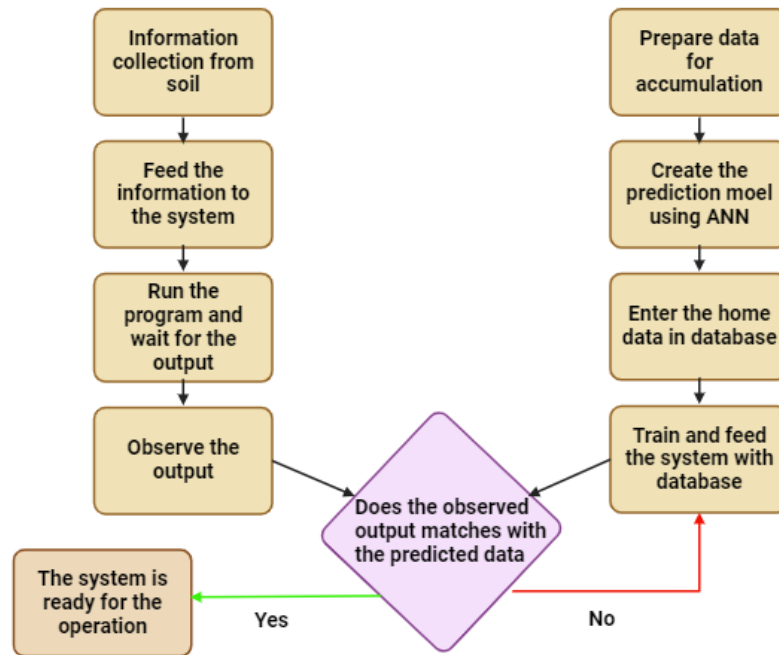 Information
collection from
soil
Feed the
information to
the system
Run the
program and
wait for the
output
Observe the
output
Prepare data
for
accumulation
Create the
prediction moel
using ANN
Enter the home
data in database
Train and feed
the system with
database
Does the observed
output matches with
the predicted data
The system is
ready for the
operation
Yes
No